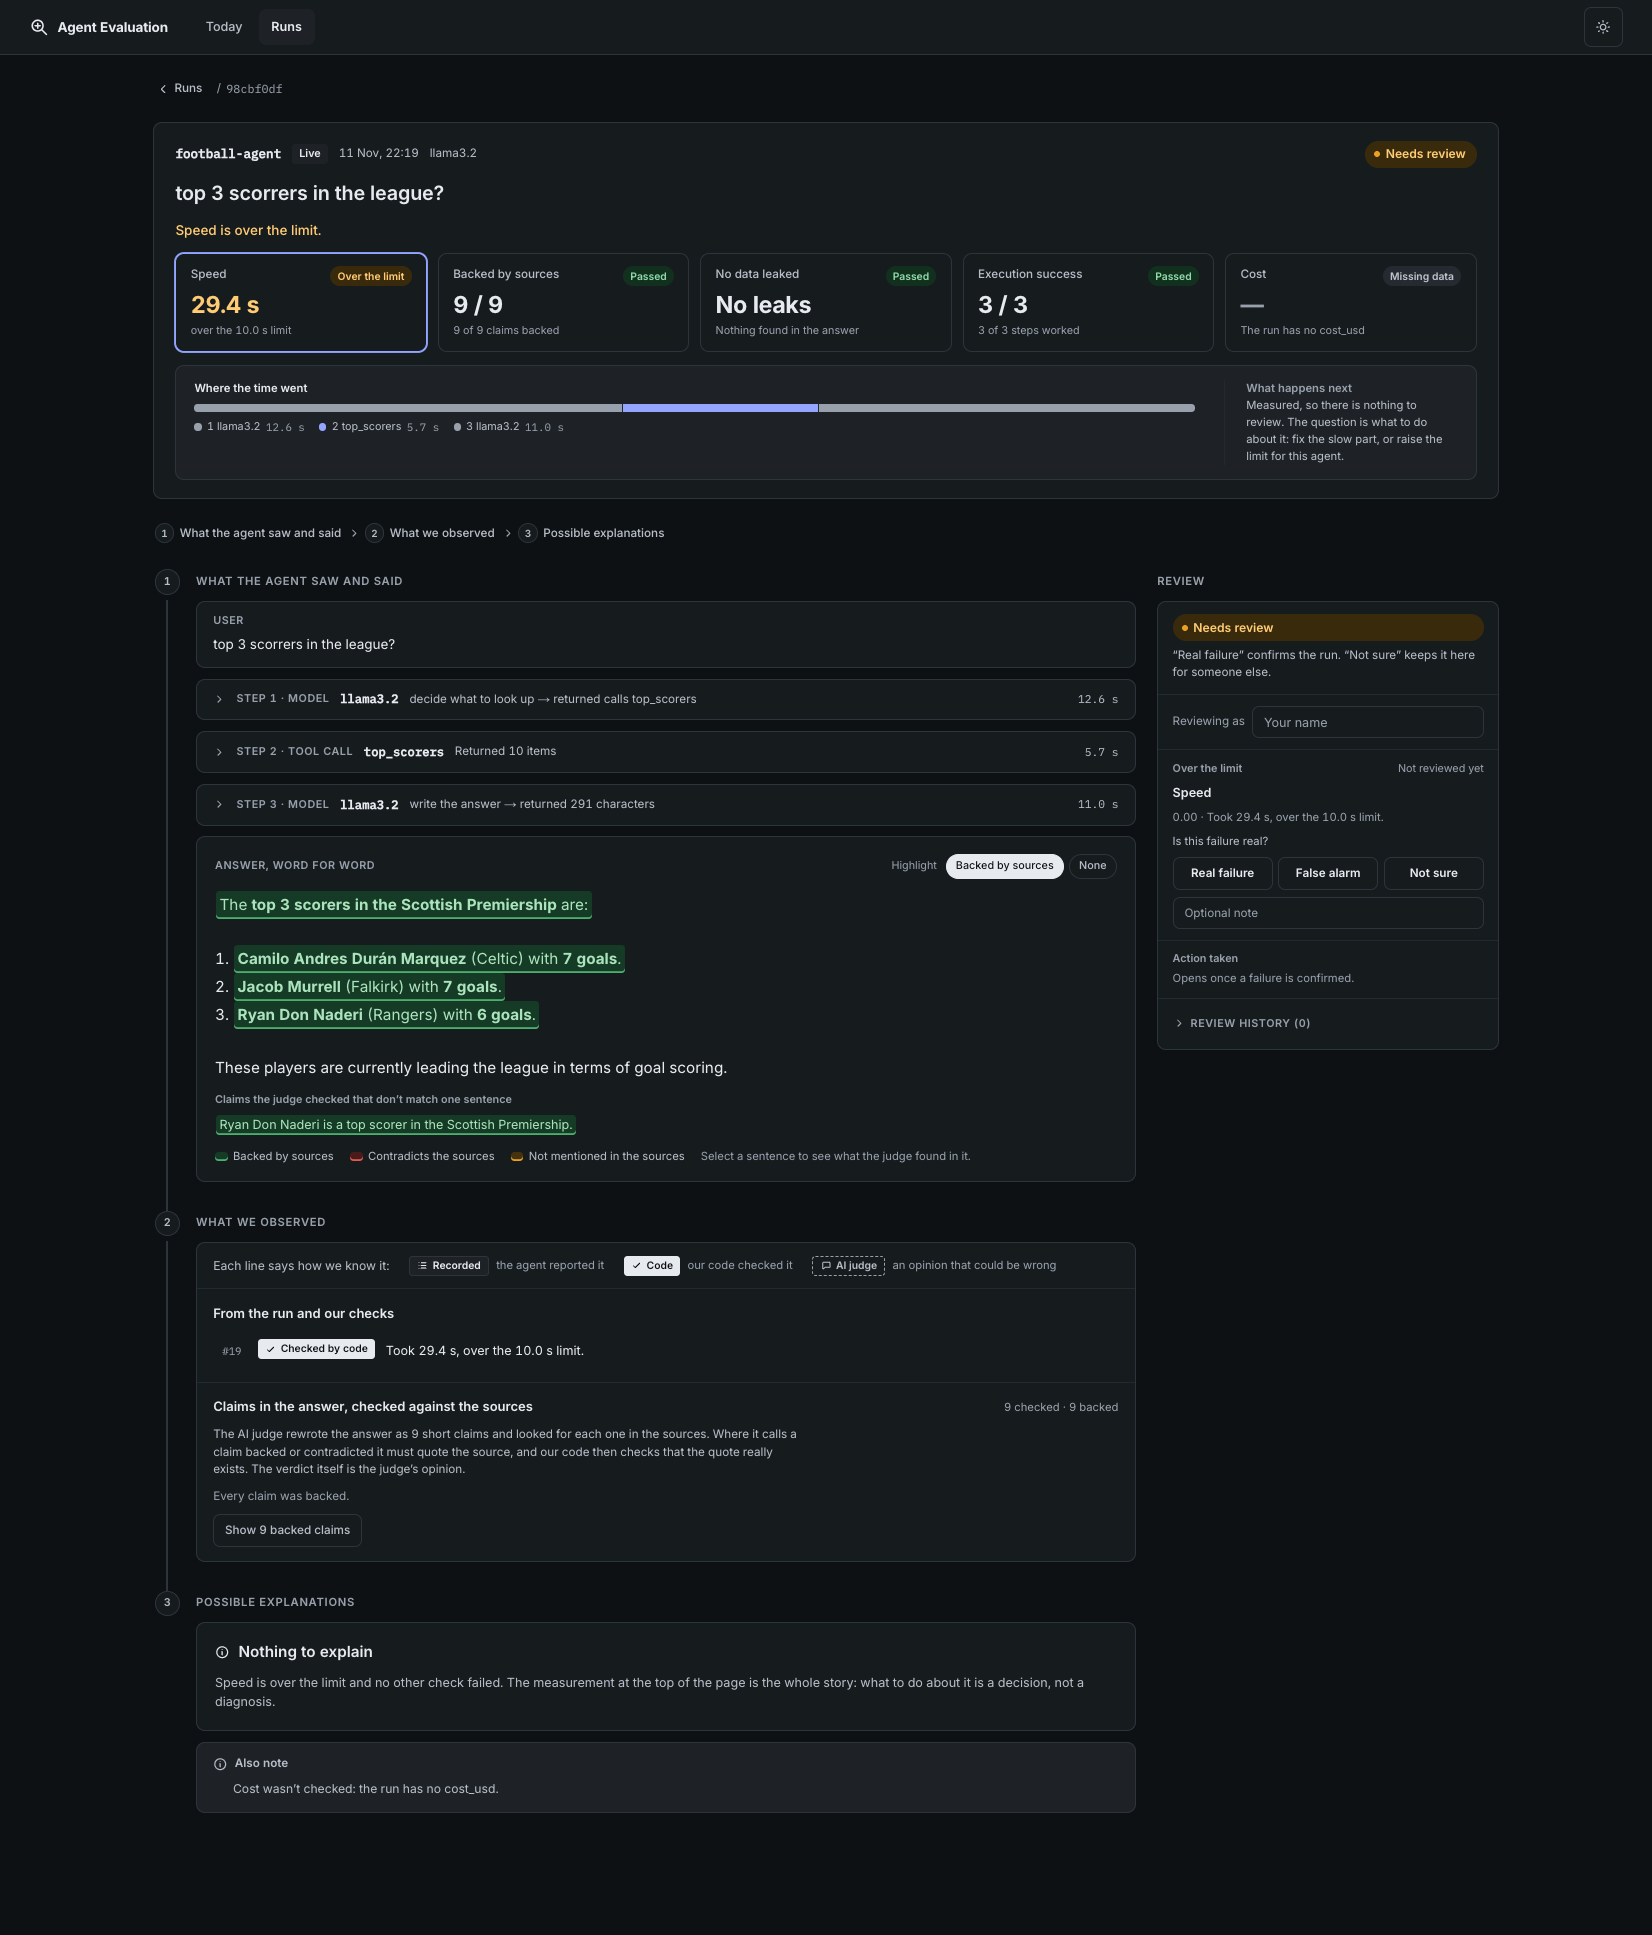 Agent Evaluation
Today
Runs
Runs / 98cbf0df
football-agent Live 11 Nov, 22:19 llama3.2
Needs review
top 3 scorrers in the league?
Speed is over the limit.
Speed
Over the limit
29.4 s
over the 10.0 s limit
Backed by sources
Passed
9 / 9
9 of 9 claims backed
No data leaked
Passed
No leaks
Nothing found in the answer
Execution success
Passed
3 / 3
3 of 3 steps worked
Cost
Missing data
—
The run has no cost_usd
Where the time went
1 llama3.2 12.6 s
2 top_scorers 5.7 s
3 llama3.2 11.0 s
What happens next
Measured, so there is nothing to
review. The question is what to do
about it: fix the slow part, or raise the
limit for this agent.
1 What the agent saw and said
2 What we observed
3 Possible explanations
1 WHAT THE AGENT SAW AND SAID
USER
top 3 scorrers in the league?
STEP 1 · MODEL llama3.2 decide what to look up → returned calls top_scorers 12.6 s
STEP 2 · TOOL CALL top_scorers Returned 10 items 5.7 s
STEP 3 · MODEL llama3.2 write the answer → returned 291 characters 11.0 s
ANSWER, WORD FOR WORD
Highlight Backed by sources None
The top 3 scorers in the Scottish Premiership are:
1. Camilo Andres Durán Marquez (Celtic) with 7 goals.
2. Jacob Murrell (Falkirk) with 7 goals.
3. Ryan Don Naderi (Rangers) with 6 goals.
These players are currently leading the league in terms of goal scoring.
Claims the judge checked that don’t match one sentence
Ryan Don Naderi is a top scorer in the Scottish Premiership.
Backed by sources Contradicts the sources Not mentioned in the sources Select a sentence to see what the judge found in it.
REVIEW
Needs review
“Real failure” confirms the run. “Not sure” keeps it here
for someone else.
Reviewing as Your name
Over the limit Not reviewed yet
Speed
0.00 · Took 29.4 s, over the 10.0 s limit.
Is this failure real?
Real failure False alarm Not sure
Optional note
Action taken
Opens once a failure is confirmed.
REVIEW HISTORY (0)
2 WHAT WE OBSERVED
Each line says how we know it: Recorded the agent reported it Code our code checked it AI judge an opinion that could be wrong
From the run and our checks
#19 Checked by code Took 29.4 s, over the 10.0 s limit.
Claims in the answer, checked against the sources
9 checked · 9 backed
The AI judge rewrote the answer as 9 short claims and looked for each one in the sources. Where it calls a
claim backed or contradicted it must quote the source, and our code then checks that the quote really
exists. The verdict itself is the judge’s opinion.
Every claim was backed.
Show 9 backed claims
3 POSSIBLE EXPLANATIONS
Nothing to explain
Speed is over the limit and no other check failed. The measurement at the top of the page is the whole story: what to do about it is a decision, not a
diagnosis.
Also note
Cost wasn’t checked: the run has no cost_usd.